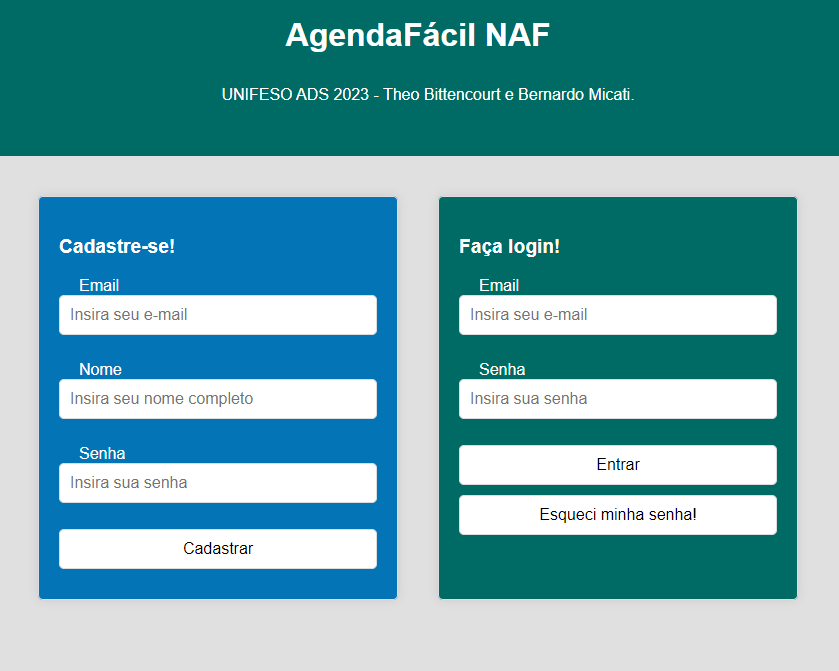 AgendaFácil NAF
UNIFESO ADS 2023 - Theo Bittencourt e Bernardo Micati.
Cadastre-se!
Email
Insira seu e-mail
Nome
Insira seu nome completo
Senha
Insira sua senha
Cadastrar
Faça login!
Email
Insira seu e-mail
Senha
Insira sua senha
Entrar
Esqueci minha senha!